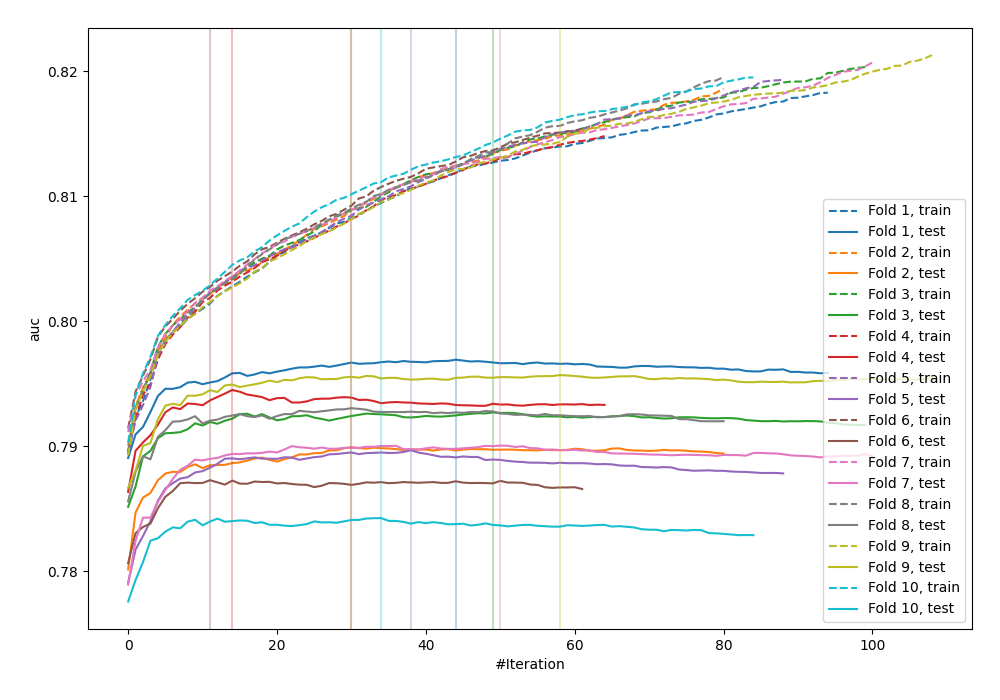 0.82
0.81
0.80
0.79
0.78
auc
0
20
40
60
80
100
#Iteration
Fold 1, train
Fold 1, test
Fold 2, train
Fold 2, test
Fold 3, train
Fold 3, test
Fold 4, train
Fold 4, test
Fold 5, train
Fold 5, test
Fold 6, train
Fold 6, test
Fold 7, train
Fold 7, test
Fold 8, train
Fold 8, test
Fold 9, train
Fold 9, test
Fold 10, train
Fold 10, test